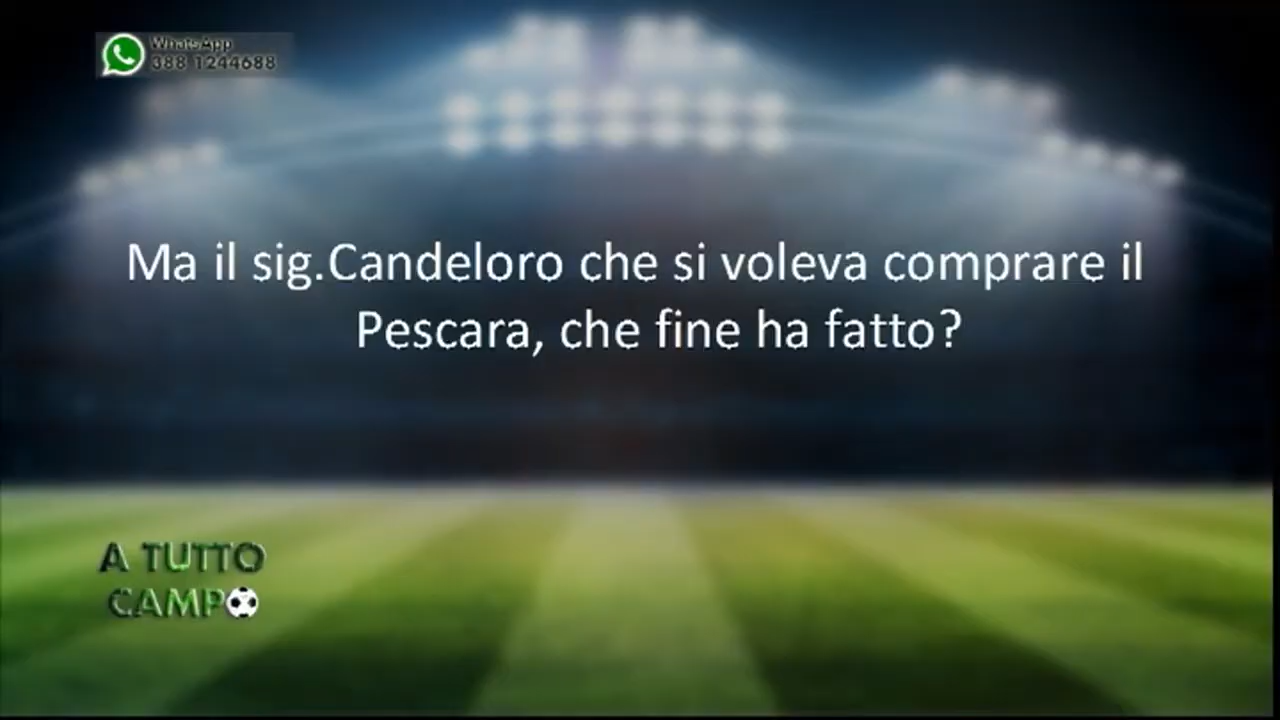 WhatsApp
388 1244688
Ma il sig.Candeloro che si voleva comprare il
Pescara, che fine ha fatto?
A TUTTO
CAMPO